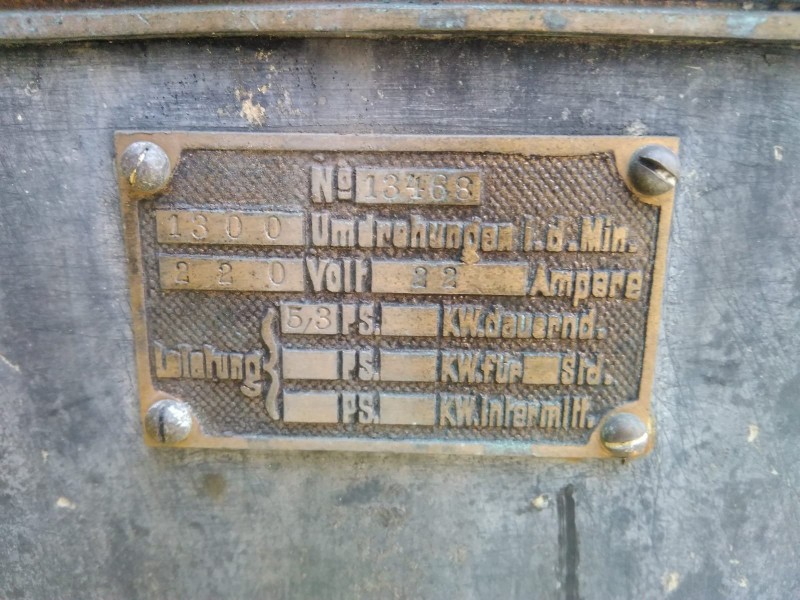 Nº 13468
1300 Umdrehungen i.d.Min.
220 Volt 22 Ampere
Leistung
5,3 PS. KW.dauernd.
PS. KW.für Std.
PS. KW.intermitt.